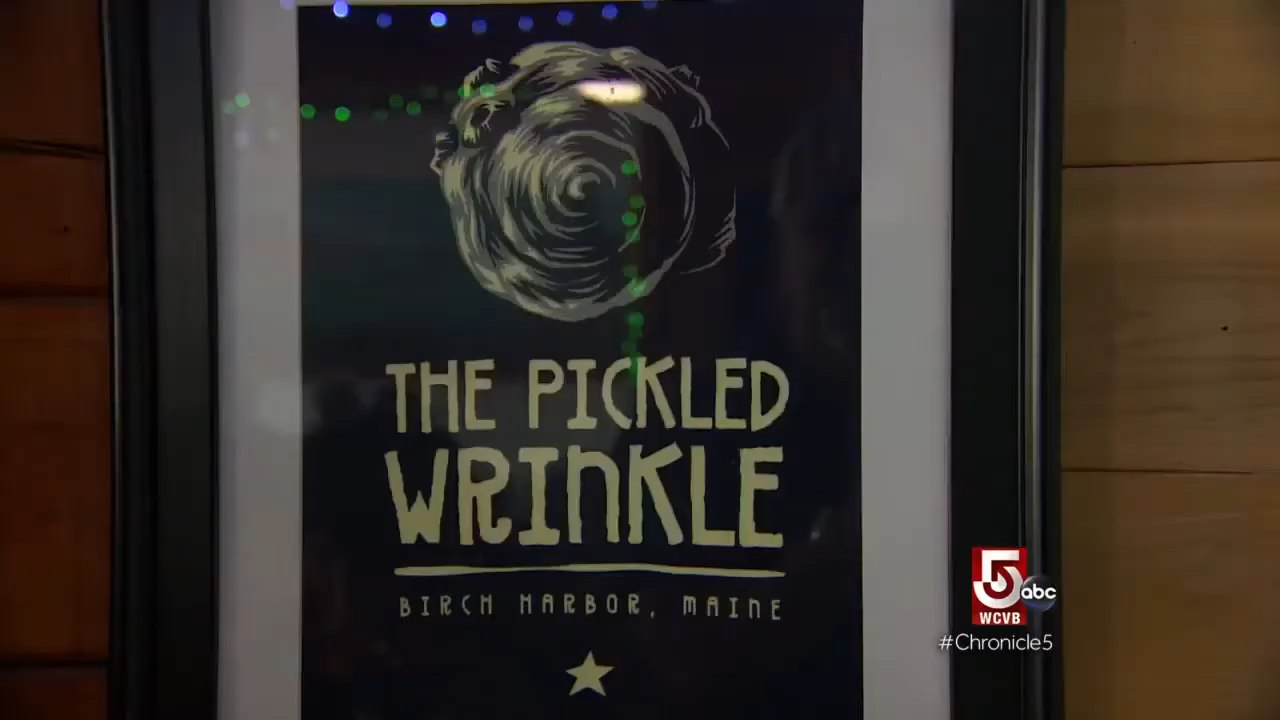 THE PICKLED
WRINKLE
BIRCH HARBOR, MAINE
5
abc
WCVB
#Chronicle5